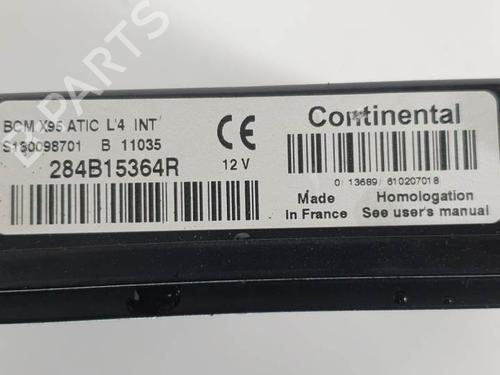 BCM X95 ATIC L'4 INT'
S180098701 B 11035
284B15364R
CE
12 V
Continental
0/13689/610207018
Made
In France
Homologation
See user's manual
B-PARTS